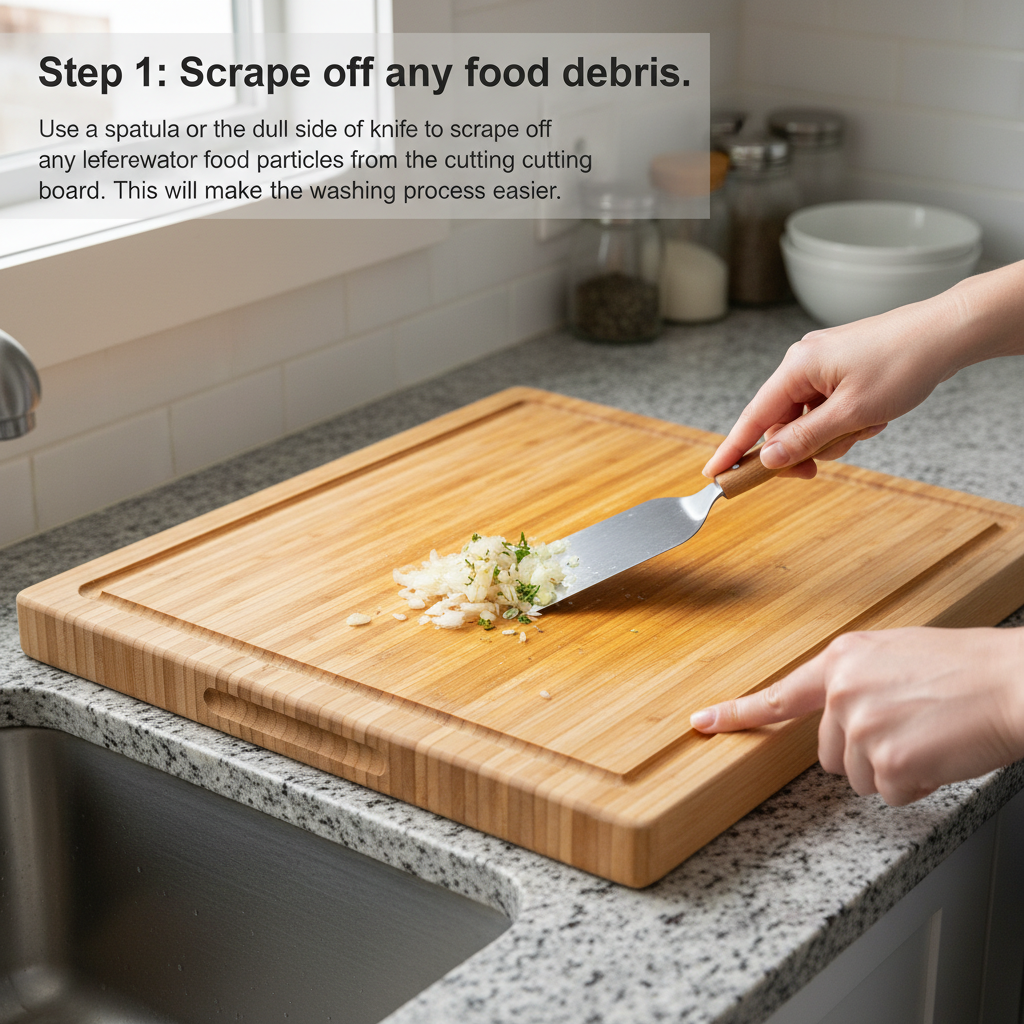 Step 1: Scrape off any food debris.
Use a spatula or the dull side of knife to scrape off
any leferewator food particles from the cutting cutting
board. This will make the washing process easier.